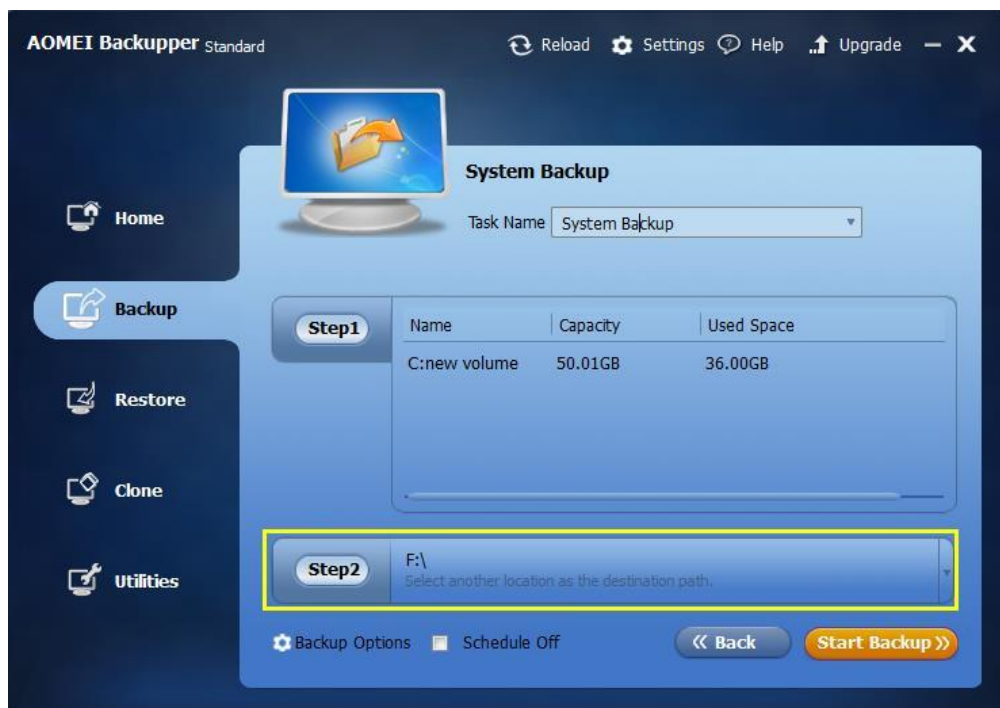 AOMEI Backupper Standard
Reload Settings Help Upgrade
System Backup
Task Name System Backup
Home
Backup
Restore
Clone
Utilities
Step1
Name Capacity Used Space
C:new volume 50.01GB 36.00GB
Step2
F:\
Select another location as the destination path.
Backup Options Schedule Off
Back Start Backup